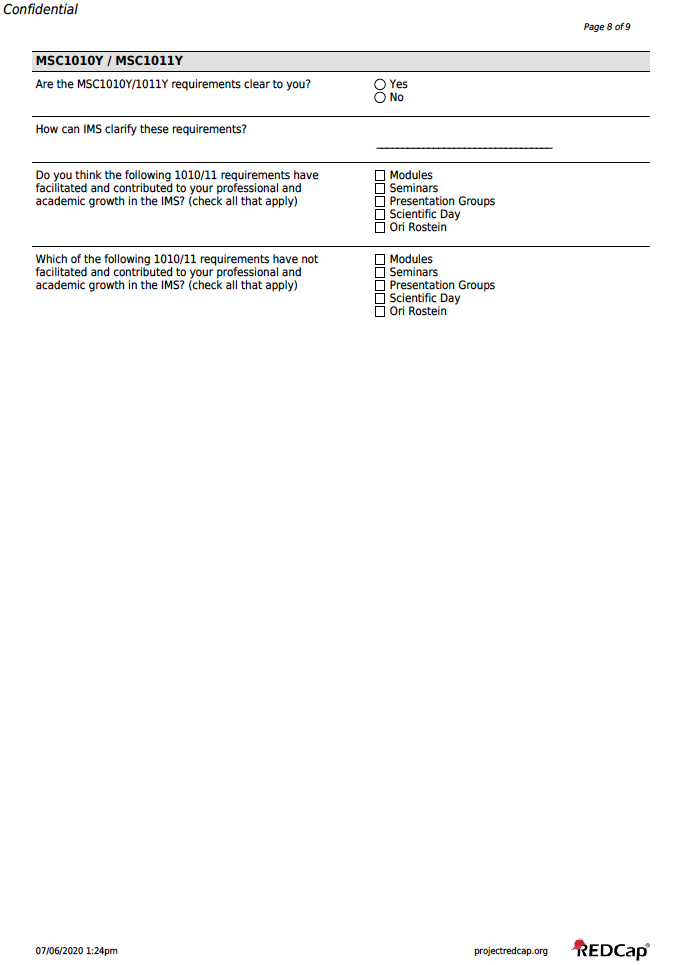 Confidential
Page 8 of 9
MSC1010Y / MSC1011Y
Are the MSC1010Y/1011Y requirements clear to you?
Yes
No
How can IMS clarify these requirements?
Do you think the following 1010/11 requirements have
facilitated and contributed to your professional and
academic growth in the IMS? (check all that apply)
Modules
Seminars
Presentation Groups
Scientific Day
Ori Rostein
Which of the following 1010/11 requirements have not
facilitated and contributed to your professional and
academic growth in the IMS? (check all that apply)
Modules
Seminars
Presentation Groups
Scientific Day
Ori Rostein
07/06/2020 1:24pm
projectredcap.org
REDCap®